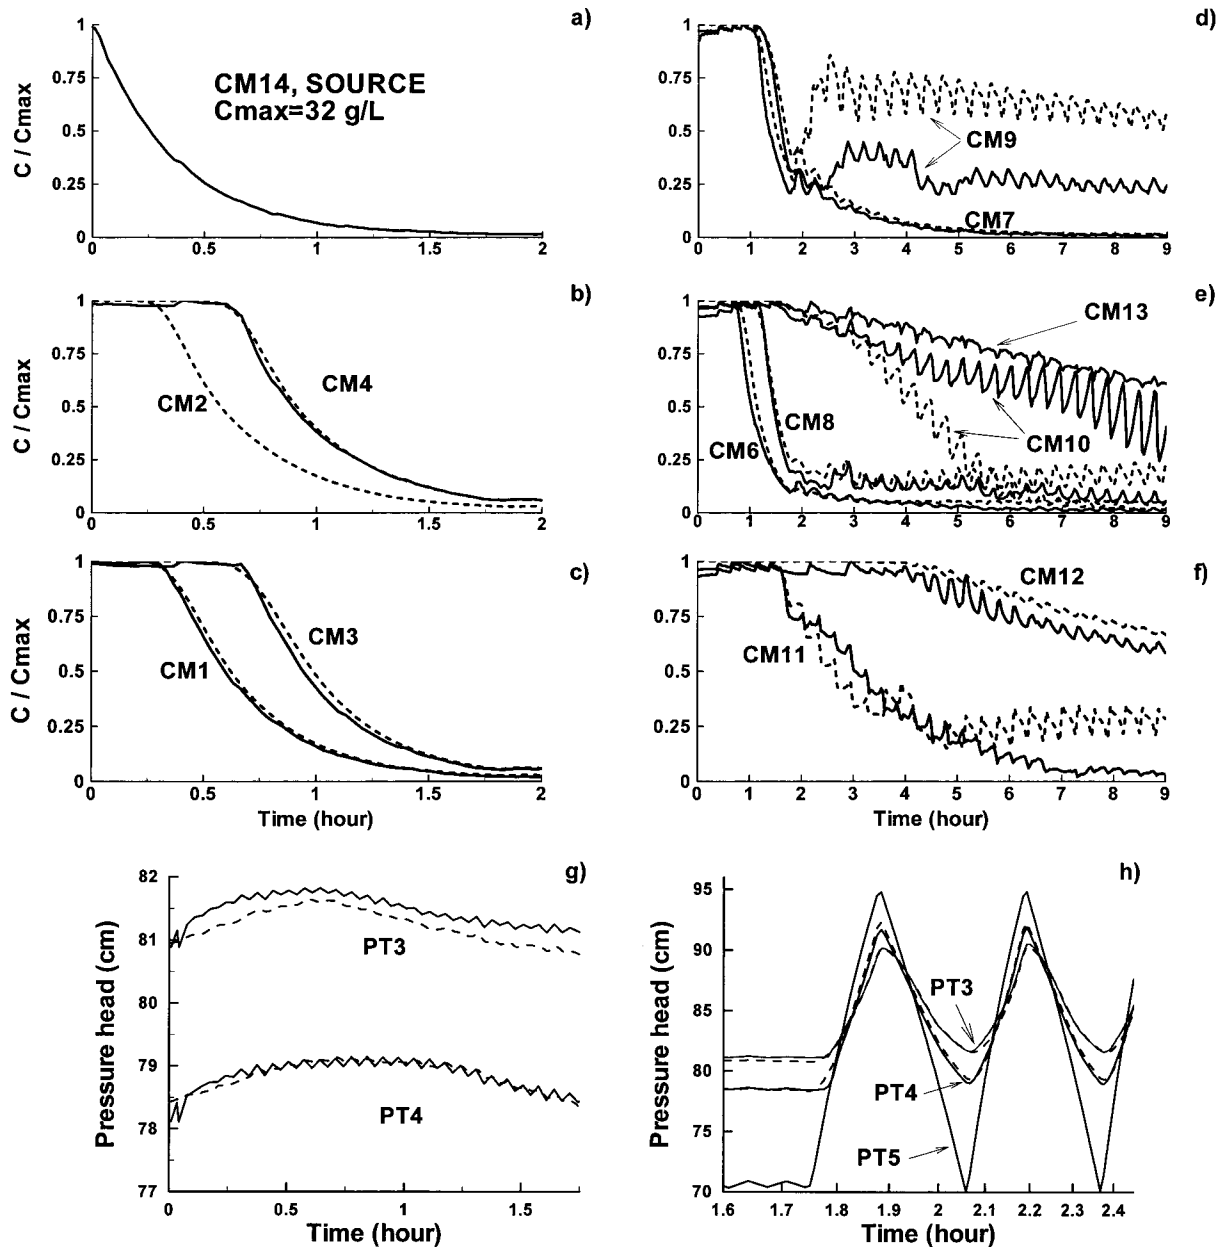 a)
C / Cmax
1
0.75
0.5
0.25
0
CM14, SOURCE
Cmax=32 g/L
0 0.5 1 1.5 2
b)
C / Cmax
1
0.75
0.5
0.25
0
CM2
CM4
0 0.5 1 1.5 2
c)
C / Cmax
1
0.75
0.5
0.25
0
CM1
CM3
0 0.5 1 1.5 2
Time (hour)
d)
1
0.75
0.5
0.25
0
CM9
CM7
0 1 2 3 4 5 6 7 8 9
e)
1
0.75
0.5
0.25
0
CM13
CM8
CM6
CM10
0 1 2 3 4 5 6 7 8 9
f)
1
0.75
0.5
0.25
0
CM12
CM11
0 1 2 3 4 5 6 7 8 9
Time (hour)
g)
Pressure head (cm)
82
81
80
79
78
77
PT3
PT4
0 0.5 1 1.5
Time (hour)
h)
Pressure head (cm)
95
90
85
80
75
70
PT3
PT4
PT5
1.6 1.7 1.8 1.9 2 2.1 2.2 2.3 2.4
Time (hour)